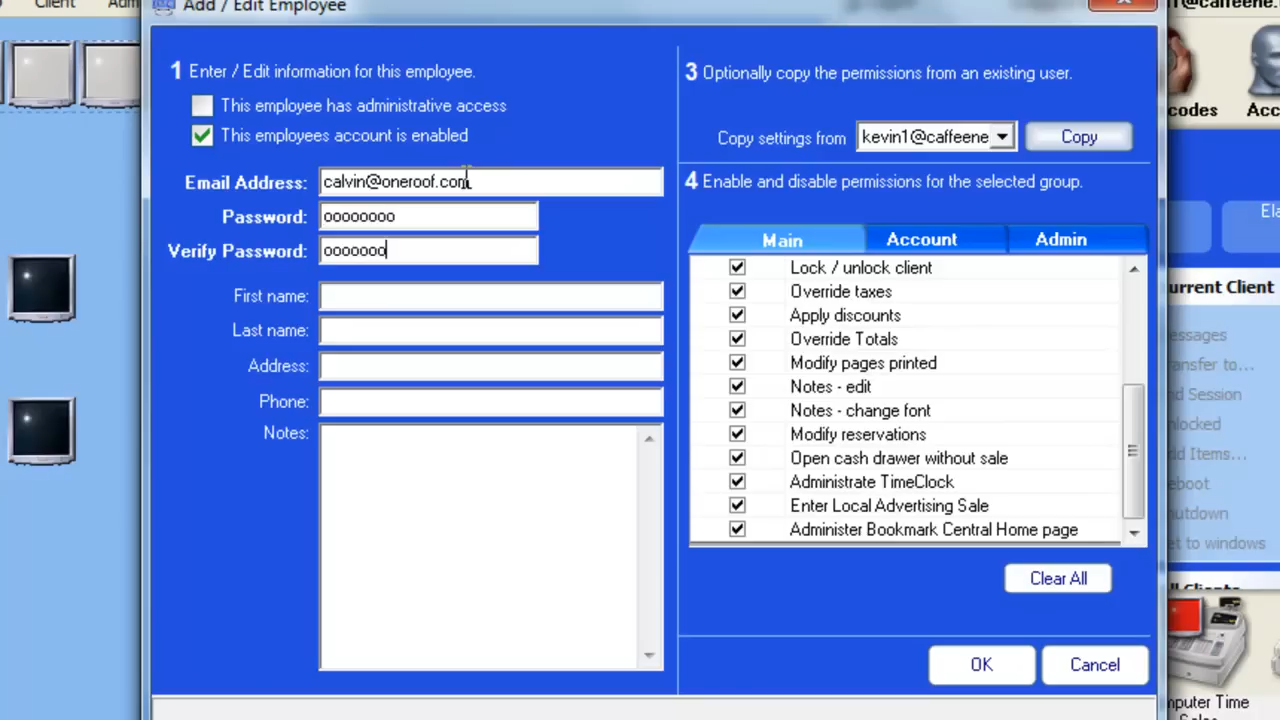 Client
Add / Edit Employee
1 Enter / Edit information for this employee.
This employee has administrative access
This employees account is enabled
Email Address: calvin@oneroof.com
Password: oooooooo
Verify Password: ooooooo
First name:
Last name:
Address:
Phone:
Notes:
3 Optionally copy the permissions from an existing user.
Copy settings from kevin1@caffeene Copy
4 Enable and disable permissions for the selected group.
Main Account Admin
Lock / unlock client
Override taxes
Apply discounts
Override Totals
Modify pages printed
Notes - edit
Notes - change font
Modify reservations
Open cash drawer without sale
Administrate TimeClock
Enter Local Advertising Sale
Administer Bookmark Central Home page
Clear All
OK Cancel